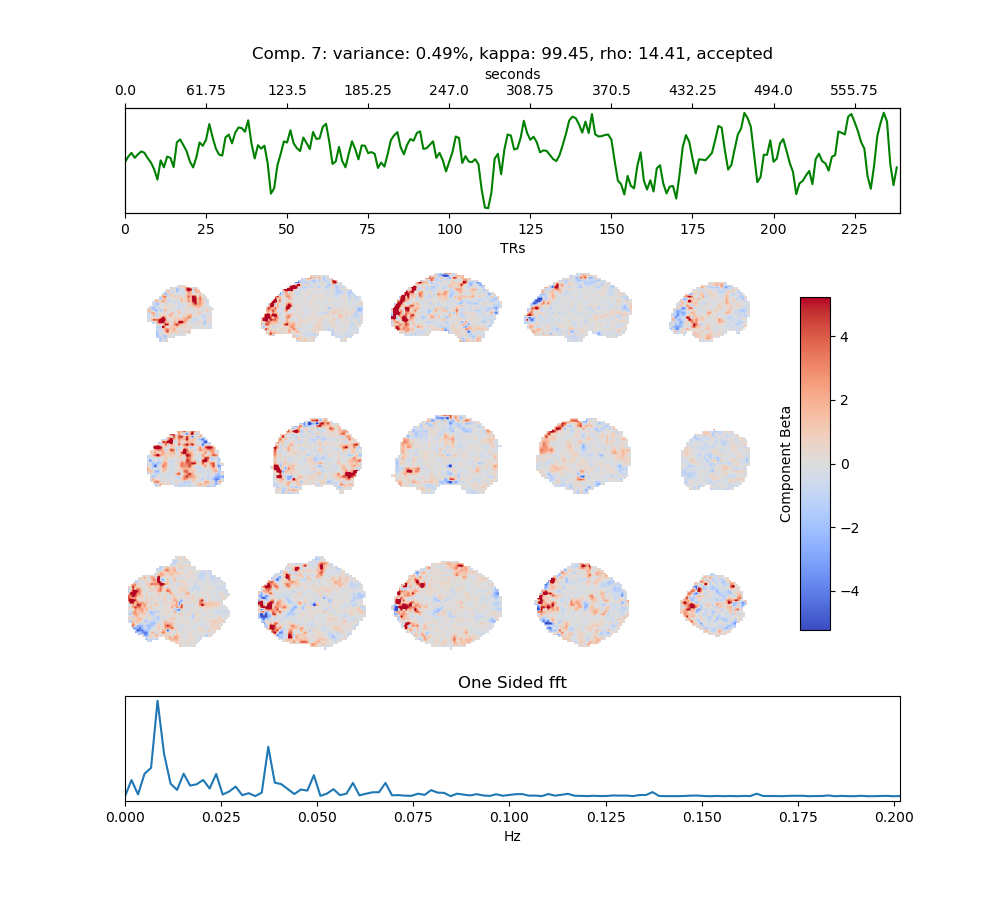 Comp. 7: variance: 0.49%, kappa: 99.45, rho: 14.41, accepted
seconds
0.0 61.75 123.5 185.25 247.0 308.75 370.5 432.25 494.0 555.75
0 25 50 75 100 125 150 175 200 225
TRs
4
2
0
−2
−4
Component Beta
One Sided fft
0.000 0.025 0.050 0.075 0.100 0.125 0.150 0.175 0.200
Hz